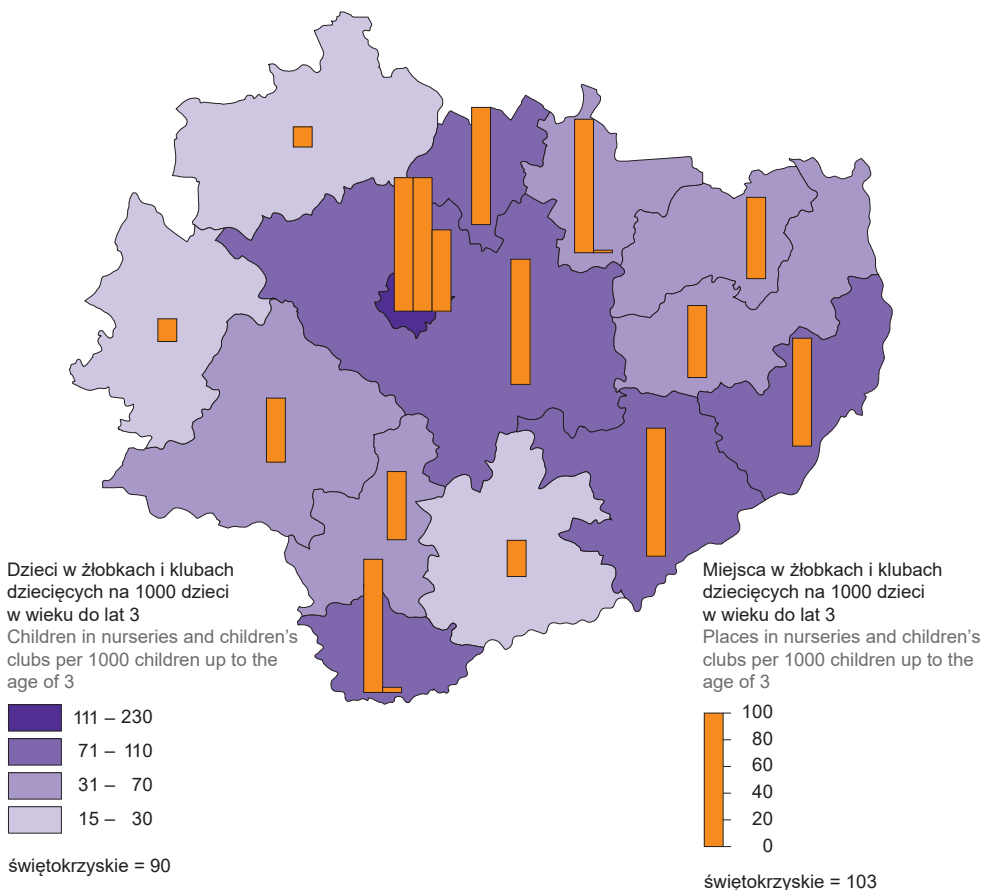 Dzieci w żłobkach i klubach
dziecięcych na 1000 dzieci
w wieku do lat 3
Children in nurseries and children's
clubs per 1000 children up to the
age of 3
111 – 230
71 – 110
31 – 70
15 – 30
świętokrzyskie = 90
Miejsca w żłobkach i klubach
dziecięcych na 1000 dzieci
w wieku do lat 3
Places in nurseries and children's
clubs per 1000 children up to the
age of 3
100
80
60
40
20
0
świętokrzyskie = 103